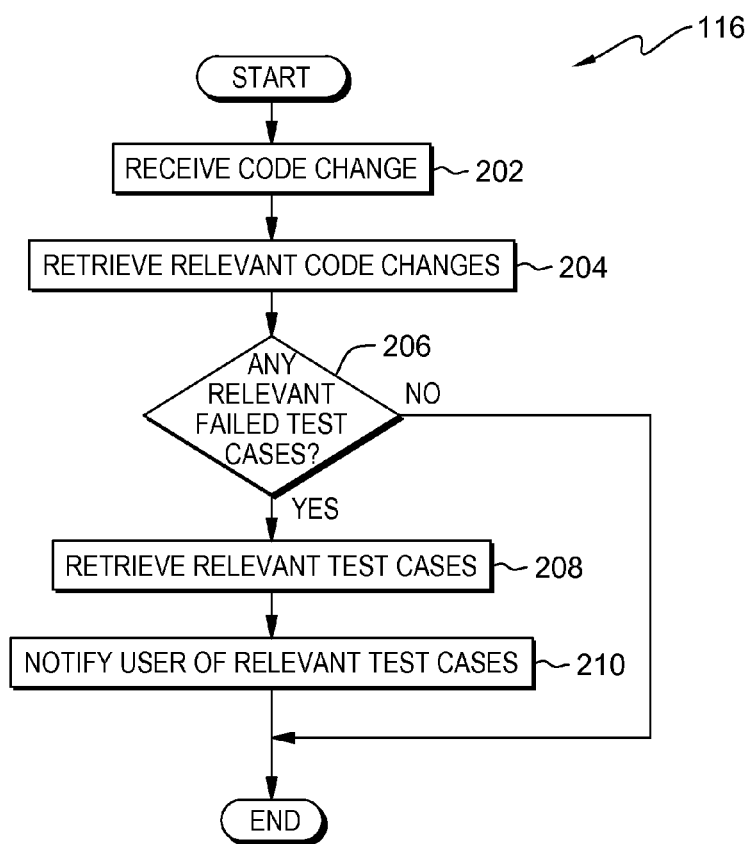 116
START
RECEIVE CODE CHANGE
202
RETRIEVE RELEVANT CODE CHANGES
204
206
ANY
RELEVANT
FAILED TEST
CASES?
NO
YES
RETRIEVE RELEVANT TEST CASES
208
NOTIFY USER OF RELEVANT TEST CASES
210
END